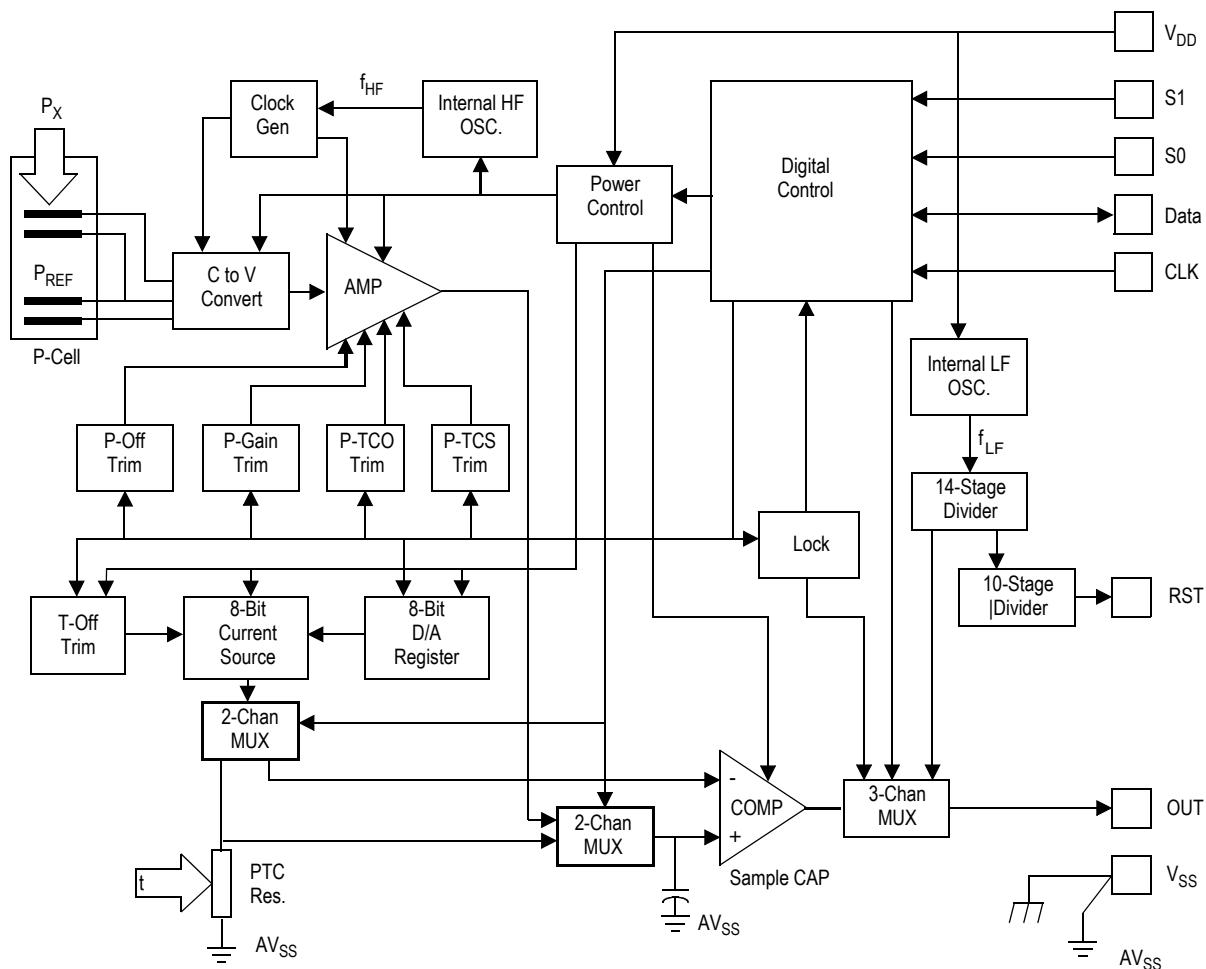 V_DD
f_HF
Clock
Gen
Internal HF
OSC.
S1
P_X
Digital
Control
S0
Power
Control
Data
P_REF
C to V
Convert
AMP
CLK
P-Cell
Internal LF
OSC.
P-Off
Trim
P-Gain
Trim
P-TCO
Trim
P-TCS
Trim
f_LF
14-Stage
Divider
Lock
10-Stage
|Divider
RST
T-Off
Trim
8-Bit
Current
Source
8-Bit
D/A
Register
2-Chan
MUX
-
COMP
+
3-Chan
MUX
OUT
2-Chan
MUX
t
PTC
Res.
Sample CAP
V_SS
AV_SS
AV_SS
AV_SS